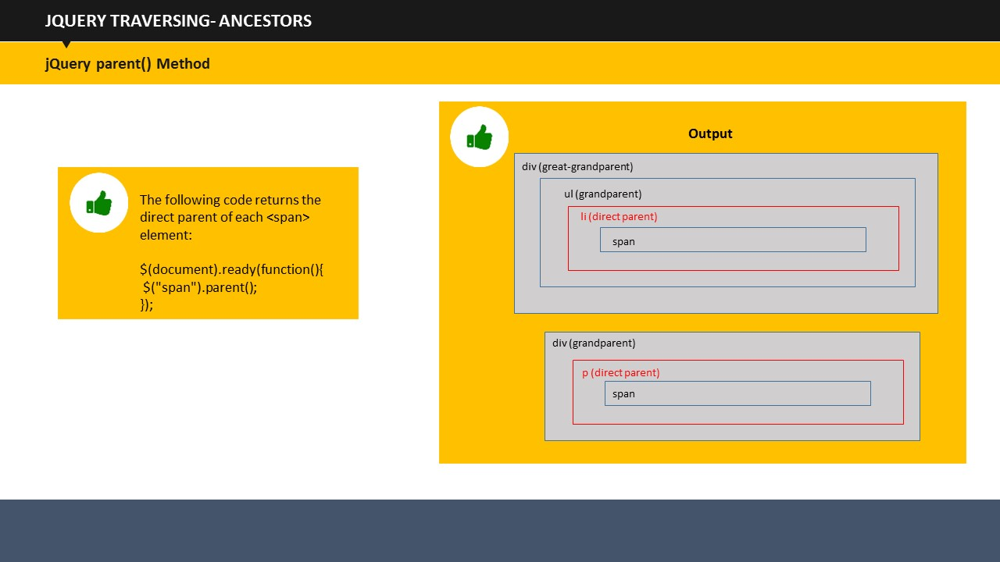 JQUERY TRAVERSING- ANCESTORS
jQuery parent() Method
The following code returns the
direct parent of each <span>
element:
$(document).ready(function(){
$("span").parent();
});
Output
div (great-grandparent)
ul (grandparent)
li (direct parent)
span
div (grandparent)
p (direct parent)
span